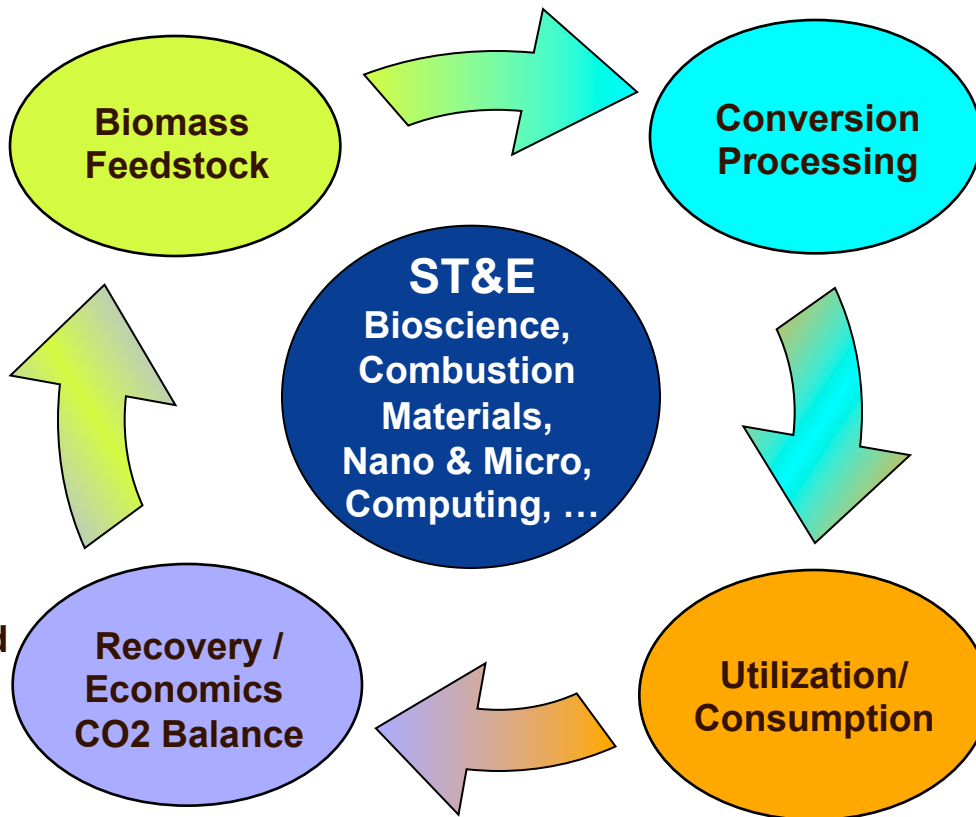 Biomass
Feedstock
Conversion
Processing
ST&E
Bioscience,
Combustion
Materials,
Nano & Micro,
Computing, …
Recovery /
Economics
CO2 Balance
Utilization/
Consumption